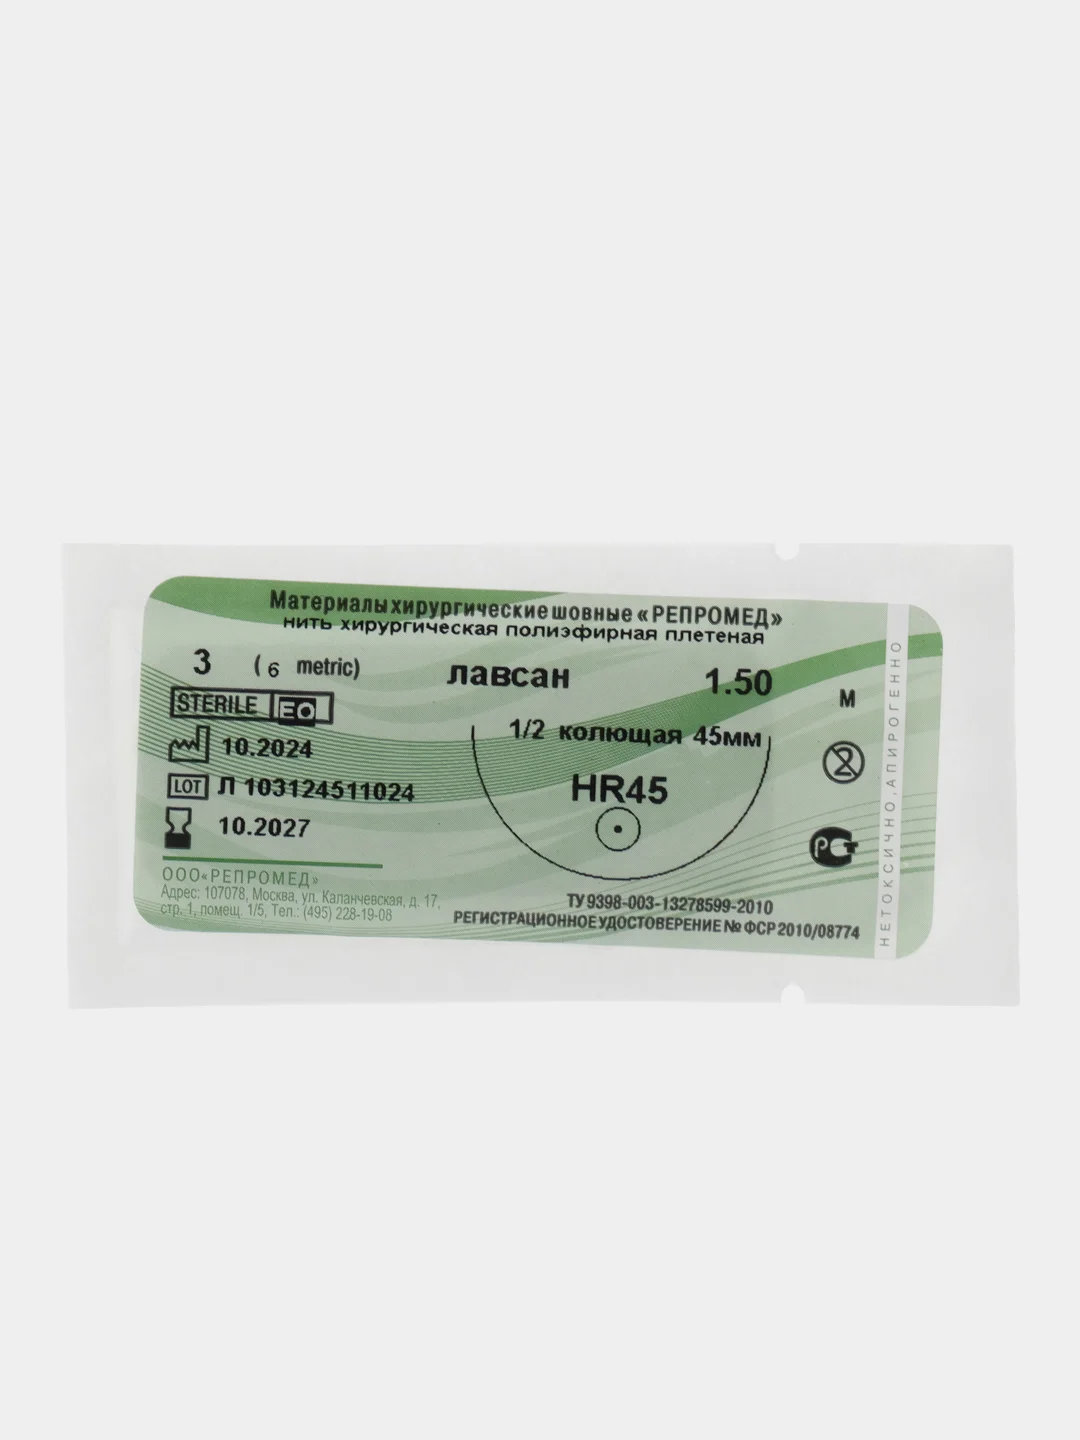 Материалы хирургические шовные «РЕПРОМЕД»
нить хирургическая полиэфирная плетеная
3 ( 6 metric) лавсан 1.50
STERILE EO
1/2 колющая 45мм
М
10.2024
HR45
2
LOT Л 103124511024
10.2027
РСТ
ООО«РЕПРОМЕД»
Адрес: 107078, Москва, ул. Каланчевская, д. 17,
стр. 1, помещ. 1/5, Тел.: (495) 228-19-08
ТУ 9398-003-13278599-2010
РЕГИСТРАЦИОННОЕ УДОСТОВЕРЕНИЕ № ФСР 2010/08774
НЕТОКСИЧНО, АПИРОГЕННО